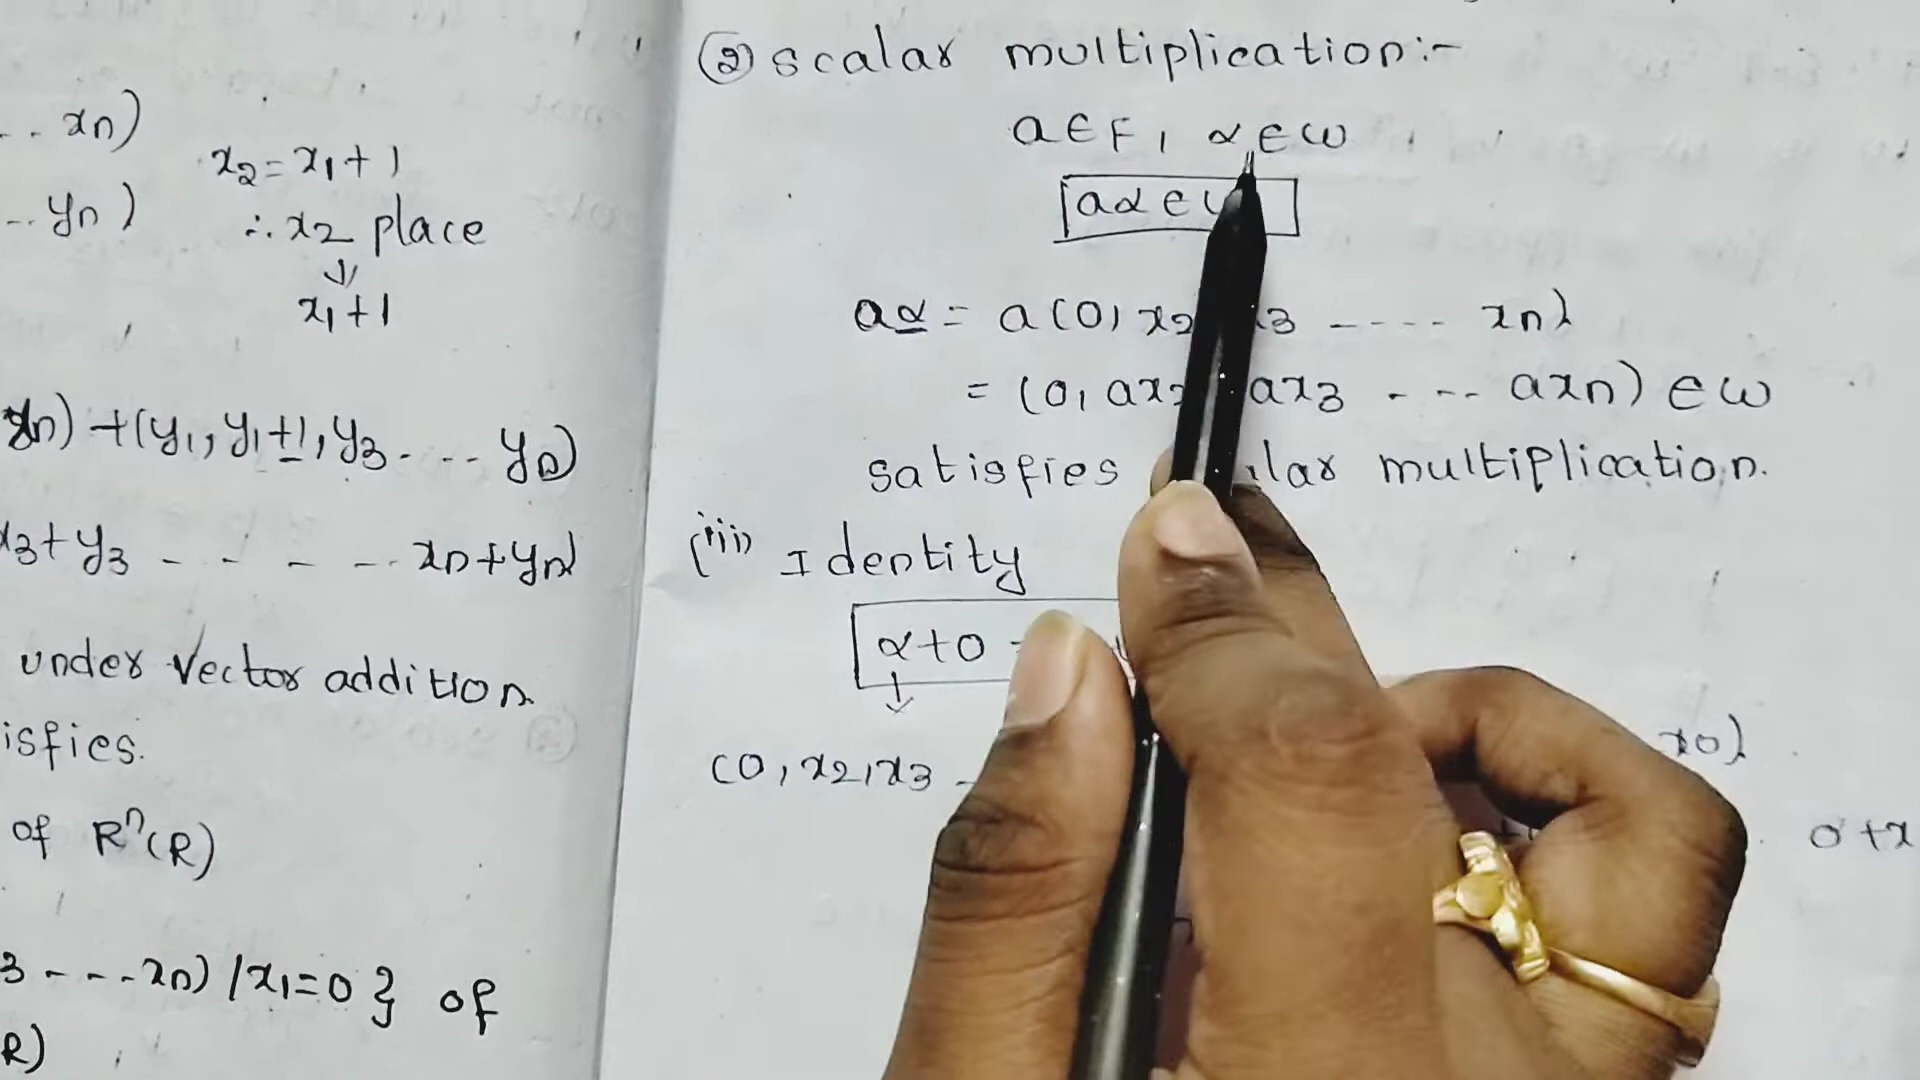 -- xn)
x2 = x1 + 1
-- yn)
∴ x2 place
↓
x1 + 1
xn) + (y1, y1+1, y3 - - - yn)
x3 + y3 - - - - - xn + yn)
under vector addition
isfies.
of R^n(R)
3 - - - xn) / x1 = 0 } of
R)
② scalar multiplication :-
a ∈ F, α ∈ w
aα ∈
aα = a(0, x2 x3 - - - - xn)
= (0, ax2 ax3 - - - - axn) ∈ w
satisfies multiplication.
(iii) Identity
α + 0
↓
(0, x2, x3 -
0 + x